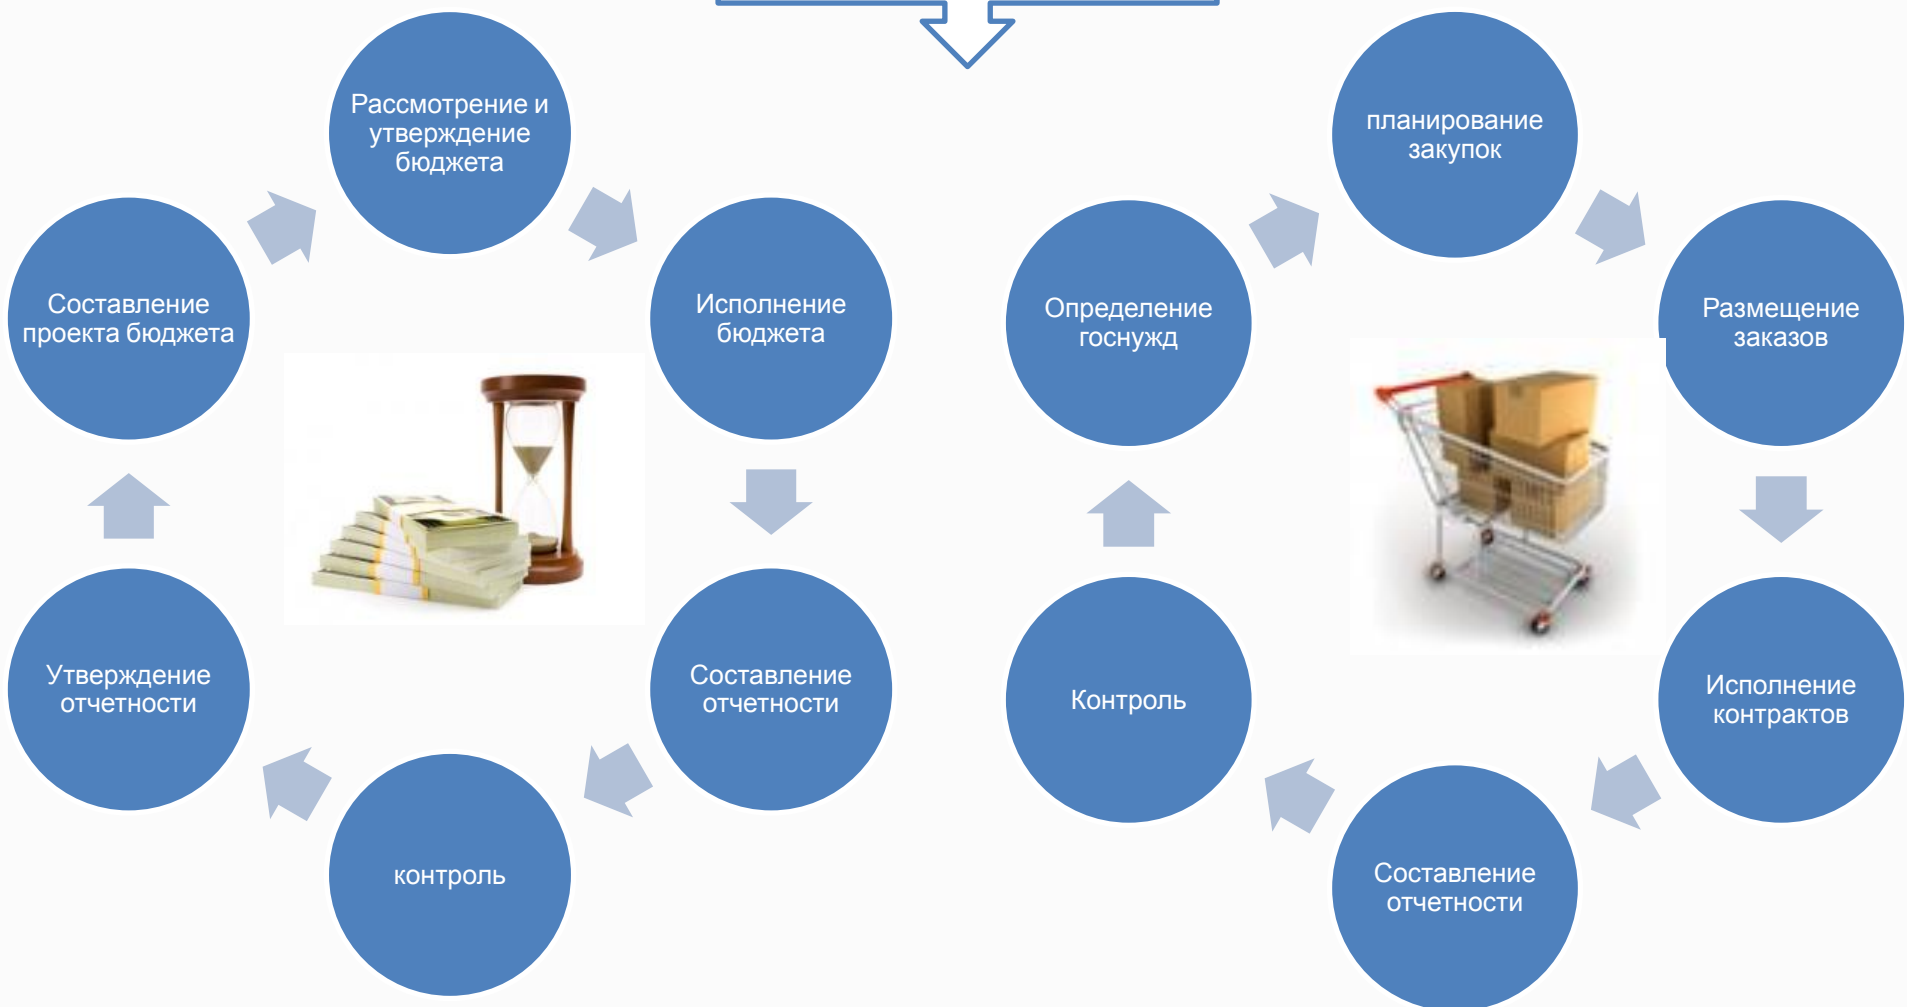 Рассмотрение и
утверждение
бюджета
Исполнение
бюджета
Составление
отчетности
контроль
Утверждение
отчетности
Составление
проекта бюджета
планирование
закупок
Размещение
заказов
Исполнение
контрактов
Составление
отчетности
Контроль
Определение
госнужд